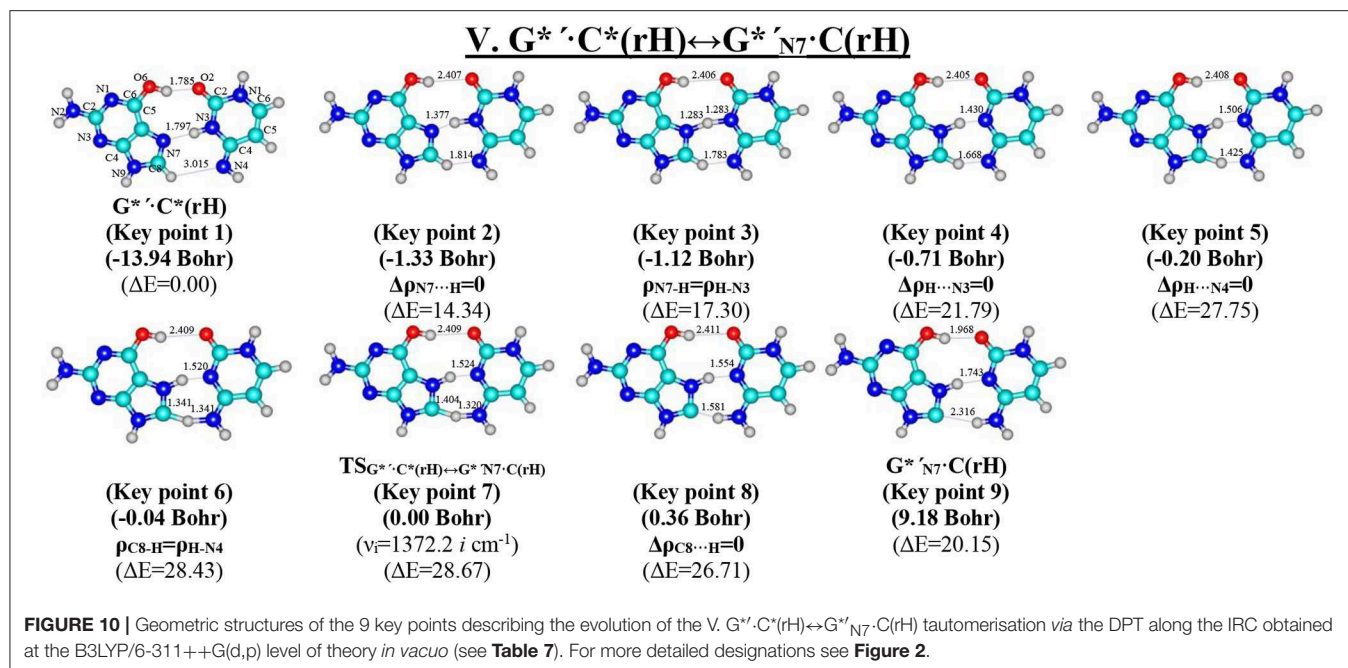 V. G*´·C*(rH)↔G*´N7·C(rH)
O6 1.785 O2
N1 C6 C2 N1
N2 C2 C5 N3 C6
1.797
N3 N7 C5
C4 C4
N9 C8 3.015 N4
G*´·C*(rH)
(Key point 1)
(-13.94 Bohr)
(ΔE=0.00)
2.407
1.377
1.814
(Key point 2)
(-1.33 Bohr)
ΔρN7···H=0
(ΔE=14.34)
2.406
1.283
1.283
1.783
(Key point 3)
(-1.12 Bohr)
ρN7-H=ρH-N3
(ΔE=17.30)
2.405
1.430
1.668
(Key point 4)
(-0.71 Bohr)
ΔρH···N3=0
(ΔE=21.79)
2.408
1.506
1.425
(Key point 5)
(-0.20 Bohr)
ΔρH···N4=0
(ΔE=27.75)
2.409
1.520
1.341 1.341
(Key point 6)
(-0.04 Bohr)
ρC8-H=ρH-N4
(ΔE=28.43)
2.409
1.524
1.404 1.320
TSG*´·C*(rH)↔G*´N7·C(rH)
(Key point 7)
(0.00 Bohr)
(νi=1372.2 i cm-1)
(ΔE=28.67)
2.411
1.554
1.581
(Key point 8)
(0.36 Bohr)
ΔρC8···H=0
(ΔE=26.71)
1.968
1.743
2.316
G*´N7·C(rH)
(Key point 9)
(9.18 Bohr)
(ΔE=20.15)
FIGURE 10 | Geometric structures of the 9 key points describing the evolution of the V. G*′·C*(rH)↔G*′N7·C(rH) tautomerisation via the DPT along the IRC obtained
at the B3LYP/6-311++G(d,p) level of theory in vacuo (see Table 7). For more detailed designations see Figure 2.